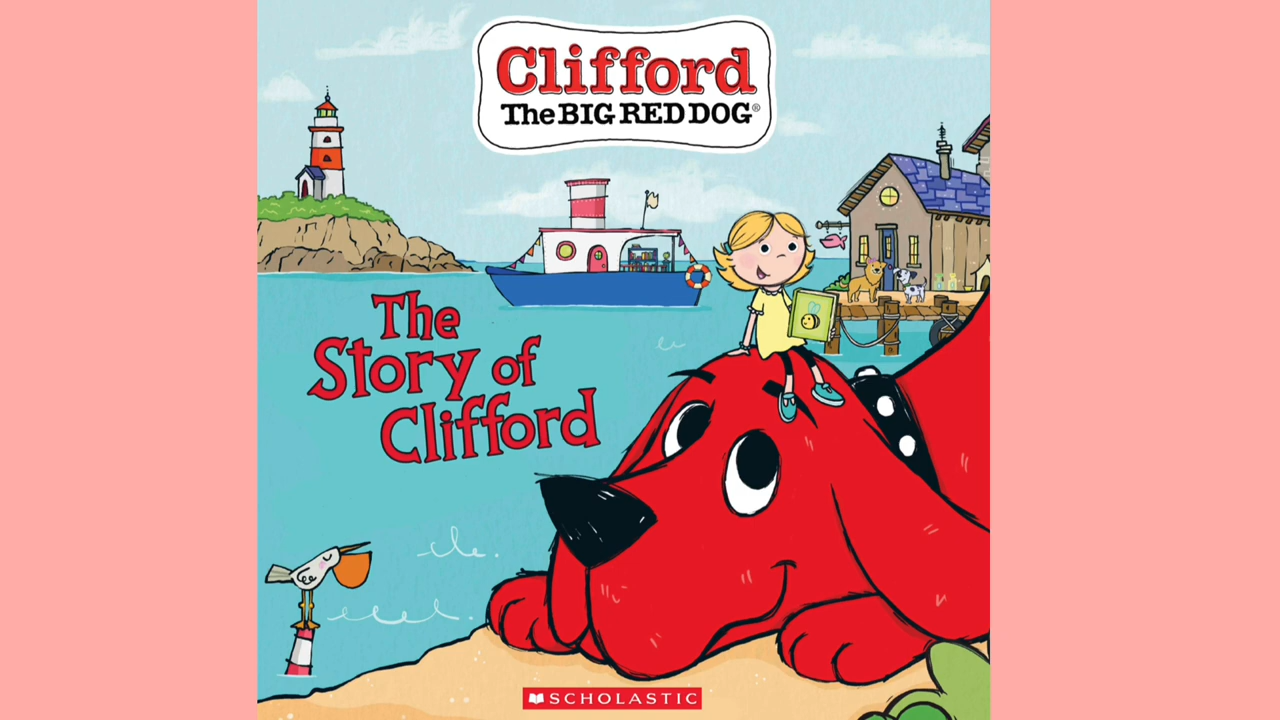 Clifford
The BIG RED DOG®
The
Story of
Clifford
SCHOLASTIC